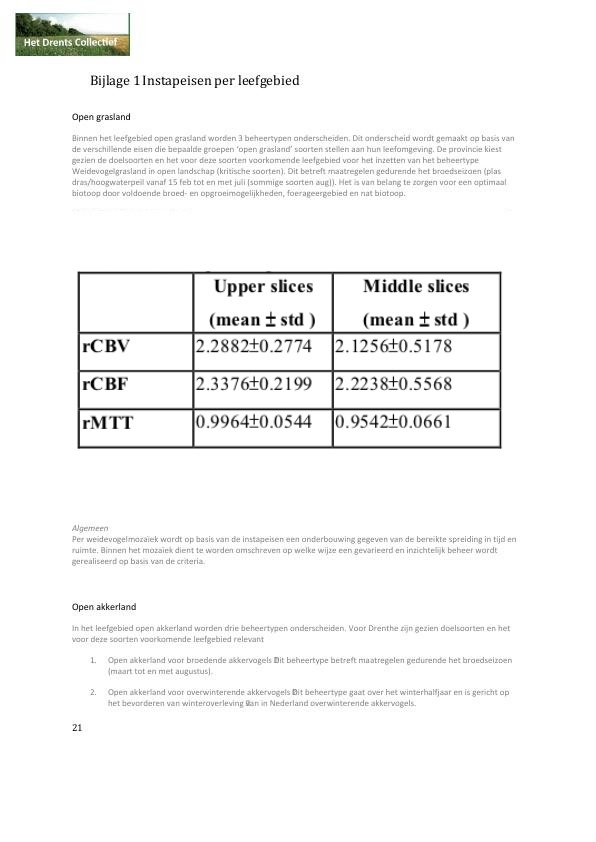 Het Drents Collectief
Bijlage 1 Instapeisen per leefgebied
Open grasland
Binnen het leefgebied open grasland worden 3 beheertypen onderscheiden. Dit onderscheid wordt gemaakt op basis van
de verschillende eisen die bepaalde groepen ‘open grasland’ soorten stellen aan hun leefomgeving. De provincie kiest
gezien de doelsoorten en het voor deze soorten voorkomende leefgebied voor het inzetten van het beheertype
Weidevogelgrasland in open landschap (kritische soorten). Dit betreft maatregelen gedurende het broedseizoen (plas
dras/hoogwaterpeil vanaf 15 feb tot en met juli (sommige soorten aug)). Het is van belang te zorgen voor een optimaal
biotoop door voldoende broed- en opgroeimogelijkheden, foerageergebied en nat biotoop.
Upper slices Middle slices
(mean ± std ) (mean ± std )
rCBV 2.2882±0.2774 2.1256±0.5178
rCBF 2.3376±0.2199 2.2238±0.5568
rMTT 0.9964±0.0544 0.9542±0.0661
Algemeen
Per weidevogelmozaïek wordt op basis van de instapeisen een onderbouwing gegeven van de bereikte spreiding in tijd en
ruimte. Binnen het mozaïek dient te worden omschreven op welke wijze een gevarieerd en inzichtelijk beheer wordt
gerealiseerd op basis van de criteria.
Open akkerland
In het leefgebied open akkerland worden drie beheertypen onderscheiden. Voor Drenthe zijn gezien doelsoorten en het
voor deze soorten voorkomende leefgebied relevant
1. Open akkerland voor broedende akkervogels Dit beheertype betreft maatregelen gedurende het broedseizoen
(maart tot en met augustus).
2. Open akkerland voor overwinterende akkervogels Dit beheertype gaat over het winterhalfjaar en is gericht op
het bevorderen van winteroverleving van in Nederland overwinterende akkervogels.
21